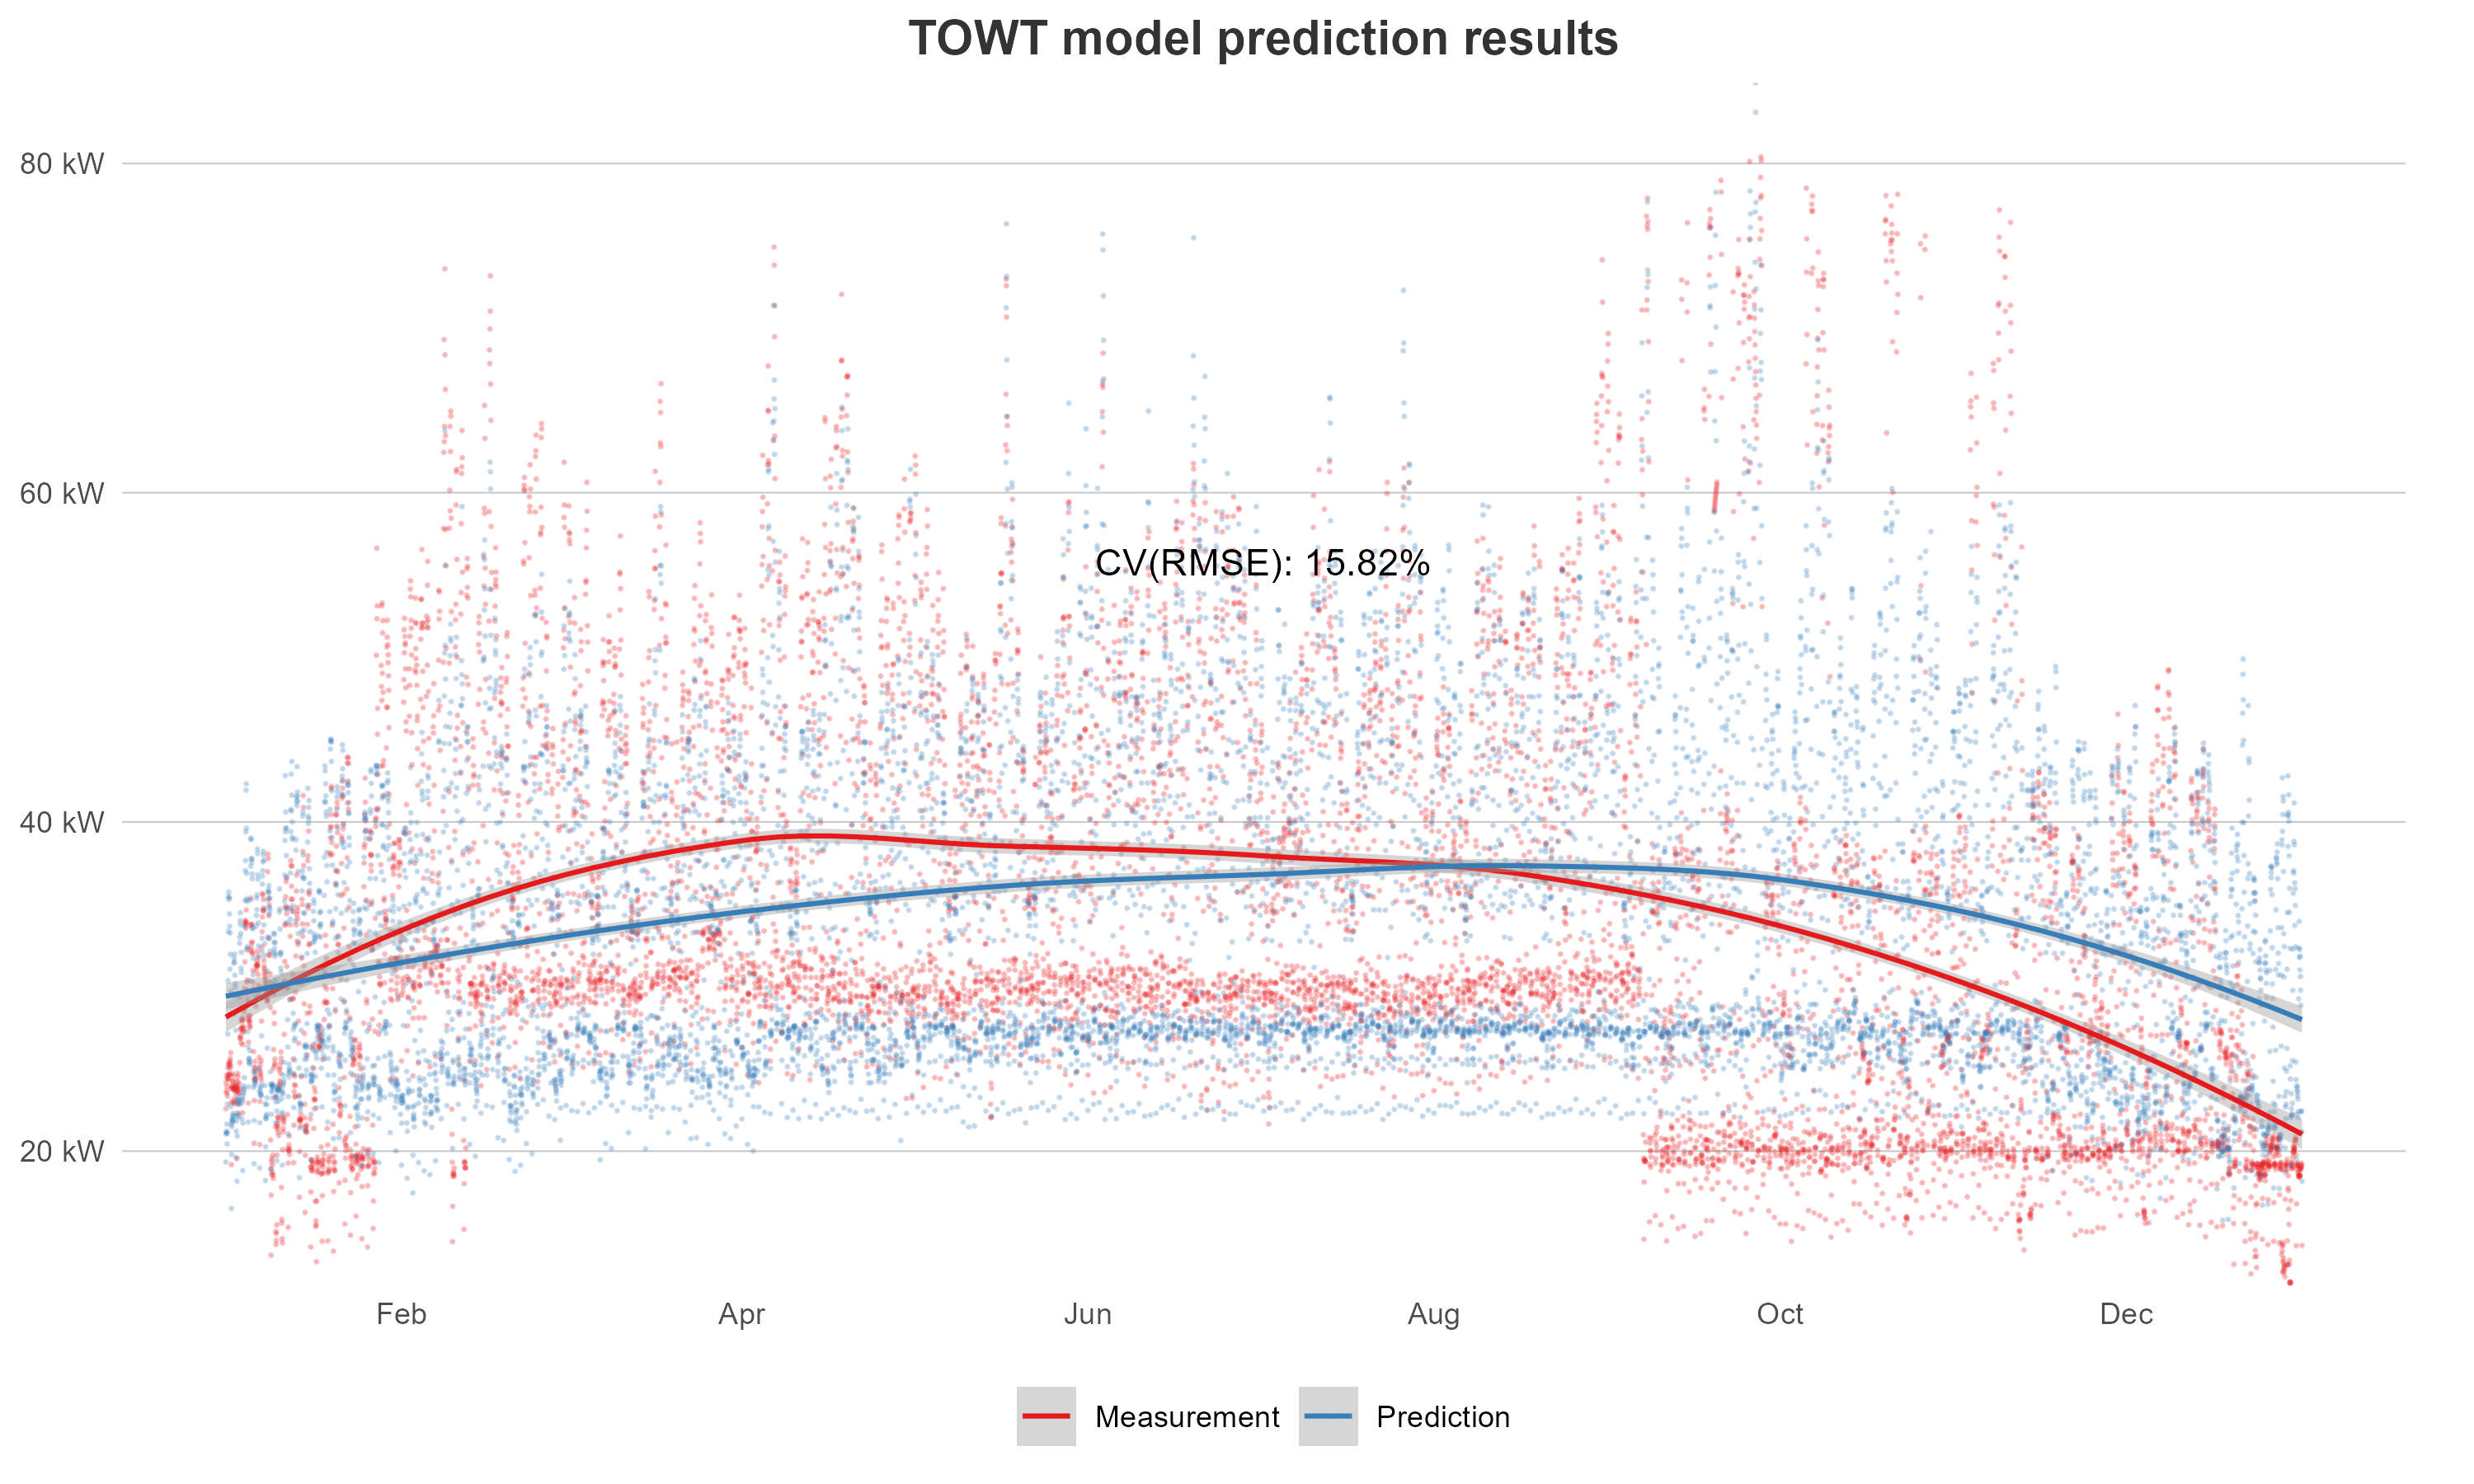 TOWT model prediction results
80 kW
60 kW
CV(RMSE): 15.82%
40 kW
20 kW
Feb Apr Jun Aug Oct Dec
Measurement Prediction